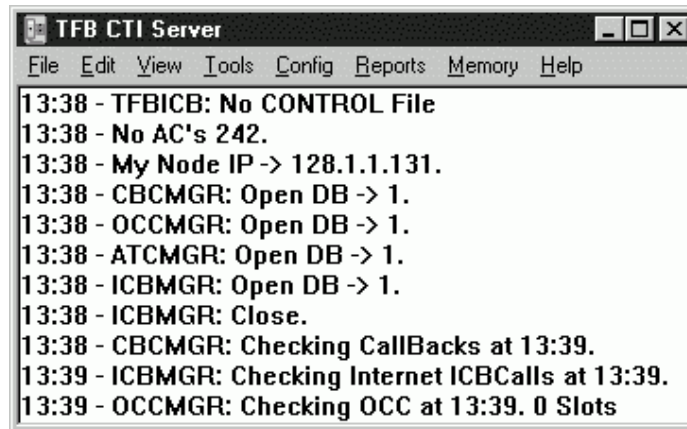 TFB CTI Server
File Edit View Tools Config Reports Memory Help
13:38 - TFBICB: No CONTROL File
13:38 - No AC's 242.
13:38 - My Node IP -> 128.1.1.131.
13:38 - CBCMGR: Open DB -> 1.
13:38 - OCCMGR: Open DB -> 1.
13:38 - ATCMGR: Open DB -> 1.
13:38 - ICBMGR: Open DB -> 1.
13:38 - ICBMGR: Close.
13:38 - CBCMGR: Checking CallBacks at 13:39.
13:39 - ICBMGR: Checking Internet ICBCalls at 13:39.
13:39 - OCCMGR: Checking OCC at 13:39. 0 Slots